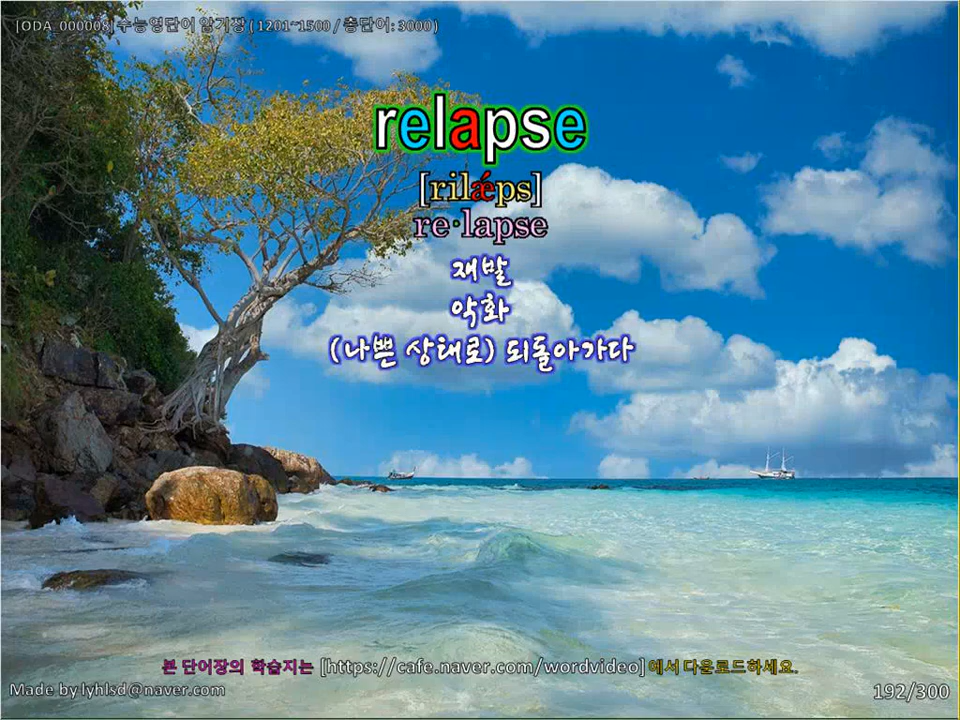 [ODA_000008] 수능영단어 암기장 ( 1201~1500 / 총단어: 3000 )
relapse
[rilǽps]
re·lapse
재발
악화
(나쁜 상태로) 되돌아가다
본 단어장의 학습지는 [https://cafe.naver.com/wordvideo] 에서 다운로드하세요.
Made by lyhlsd@naver.com
192/300